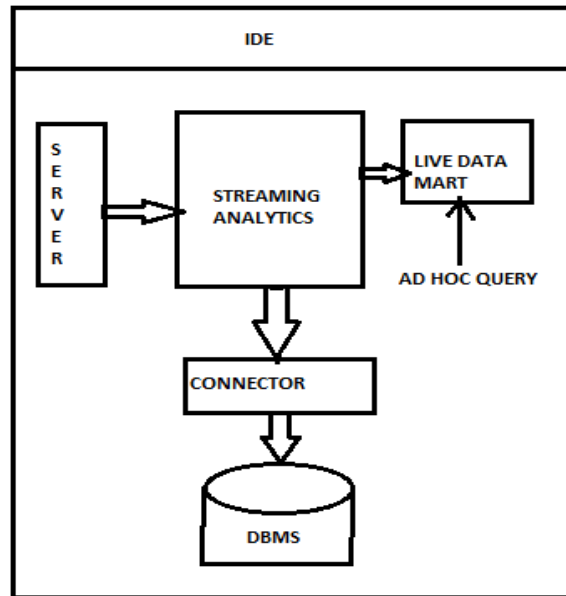 IDE
S
E
R
V
E
R
STREAMING
ANALYTICS
LIVE DATA
MART
AD HOC QUERY
CONNECTOR
DBMS